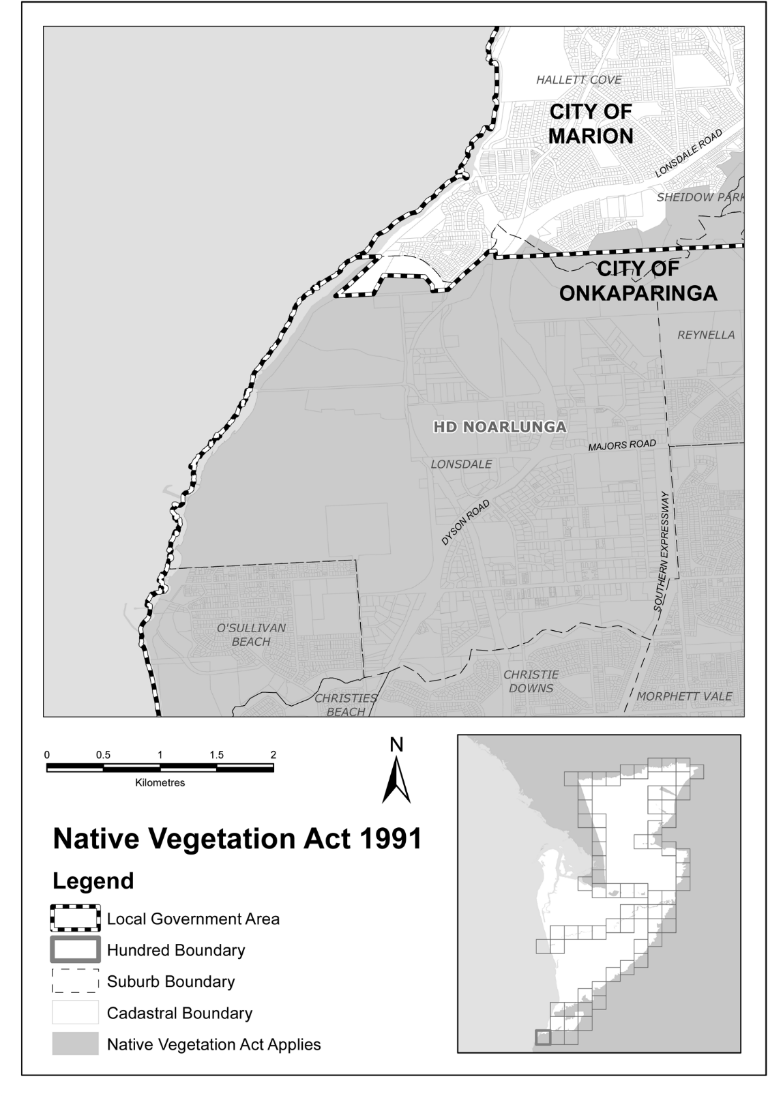 HALLETT COVE
CITY OF
MARION
LONSDALE ROAD
SHEIDOW PARK
CITY OF
ONKAPARINGA
REYNELLA
HD NOARLUNGA
MAJORS ROAD
LONSDALE
DYSON ROAD
SOUTHERN EXPRESSWAY
O'SULLIVAN
BEACH
CHRISTIE
DOWNS
CHRISTIES
BEACH
MORPHETT VALE
0 0.5 1 1.5 2
Kilometres
N
Native Vegetation Act 1991
Legend
Local Government Area
Hundred Boundary
Suburb Boundary
Cadastral Boundary
Native Vegetation Act Applies